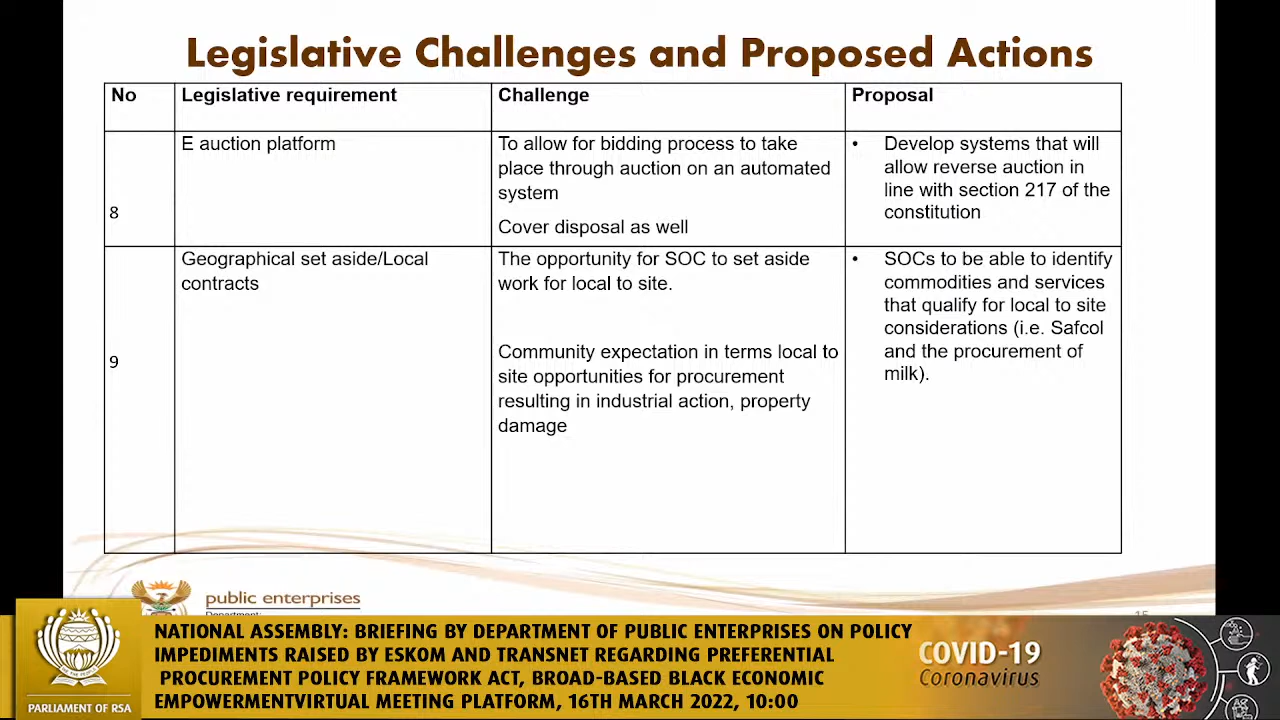 Legislative Challenges and Proposed Actions
No Legislative requirement Challenge Proposal
8
E auction platform
To allow for bidding process to take
place through auction on an automated
system
Cover disposal as well
• Develop systems that will
allow reverse auction in
line with section 217 of the
constitution
9
Geographical set aside/Local
contracts
The opportunity for SOC to set aside
work for local to site.
Community expectation in terms local to
site opportunities for procurement
resulting in industrial action, property
damage
• SOCs to be able to identify
commodities and services
that qualify for local to site
considerations (i.e. Safcol
and the procurement of
milk).
public enterprises
Department:
15
PARLIAMENT OF RSA
NATIONAL ASSEMBLY: BRIEFING BY DEPARTMENT OF PUBLIC ENTERPRISES ON POLICY
IMPEDIMENTS RAISED BY ESKOM AND TRANSNET REGARDING PREFERENTIAL
PROCUREMENT POLICY FRAMEWORK ACT, BROAD-BASED BLACK ECONOMIC
EMPOWERMENTVIRTUAL MEETING PLATFORM, 16TH MARCH 2022, 10:00
COVID-19
Coronavirus